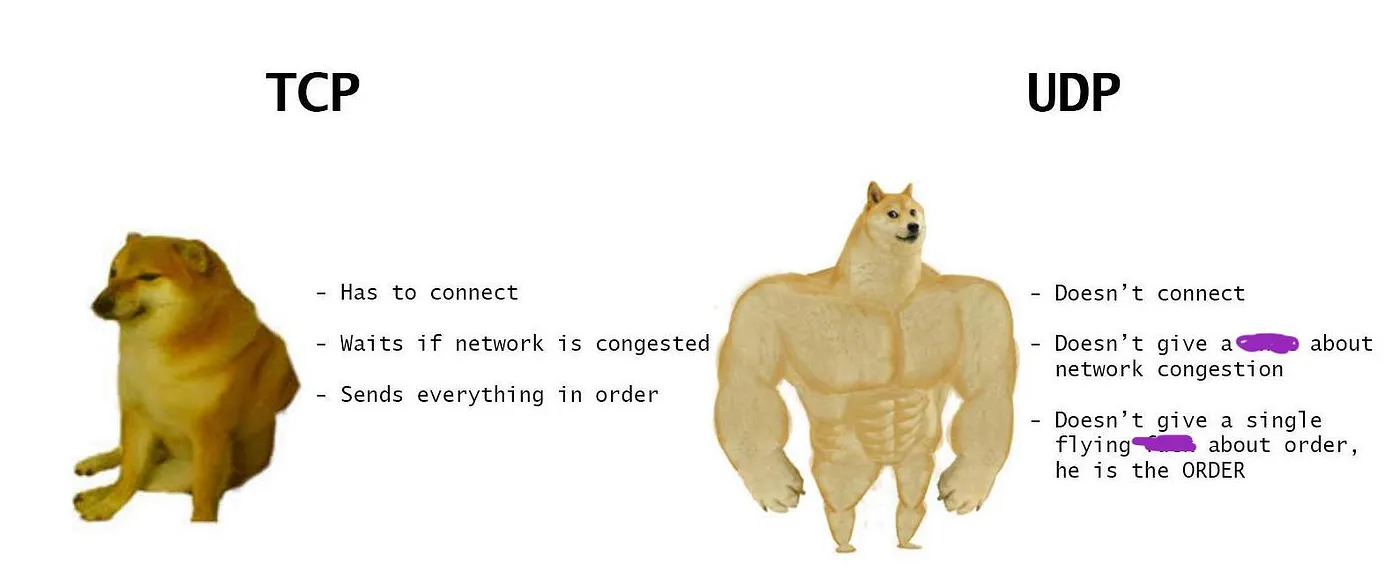 TCP
- Has to connect
- Waits if network is congested
- Sends everything in order
UDP
- Doesn't connect
- Doesn't give a about
network congestion
- Doesn't give a single
flying about order,
he is the ORDER